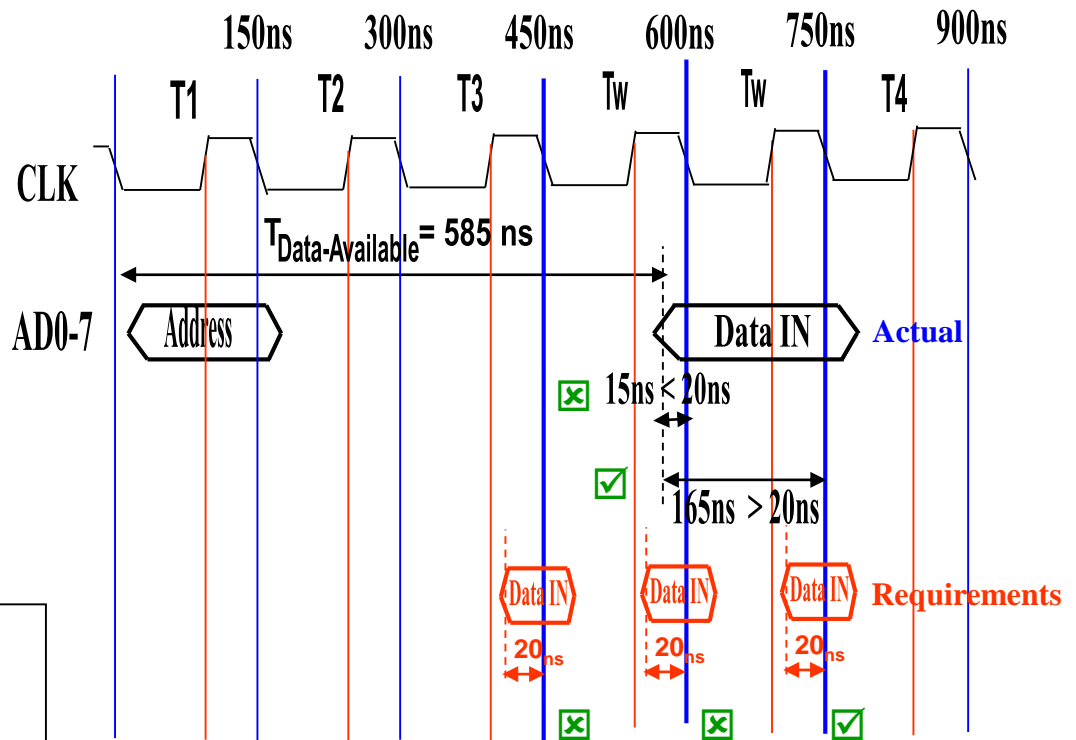 150ns 300ns 450ns 600ns 750ns 900ns
T1 T2 T3 Tw Tw T4
CLK
TData-Available= 585 ns
AD0-7 Address Data IN Actual
15ns < 20ns
165ns > 20ns
Data IN Data IN Data IN Requirements
20ns 20ns 20ns